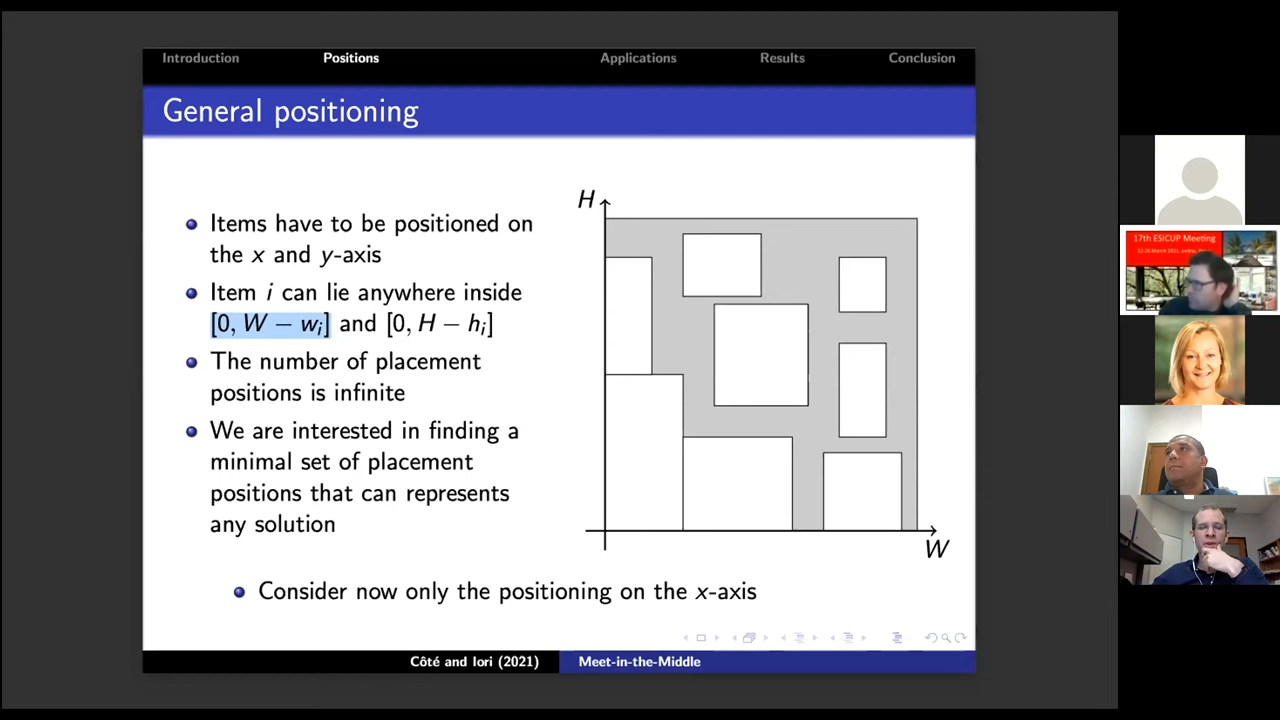 Introduction Positions Applications Results Conclusion
General positioning
Items have to be positioned on
the x and y-axis
Item i can lie anywhere inside
[0, W − wᵢ] and [0, H − hᵢ]
The number of placement
positions is infinite
We are interested in finding a
minimal set of placement
positions that can represents
any solution
H
W
Consider now only the positioning on the x-axis
Côté and Iori (2021) Meet-in-the-Middle
17th ESICUP Meeting